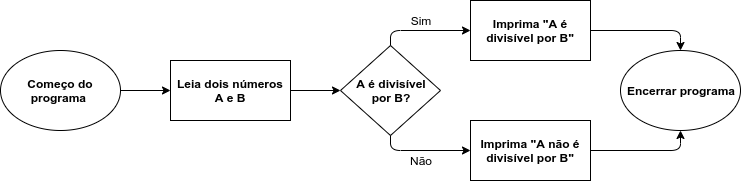 Começo do
programa
Leia dois números
A e B
A é divisível
por B?
Sim
Imprima "A é
divisível por B"
Não
Imprima "A não é
divisível por B"
Encerrar programa